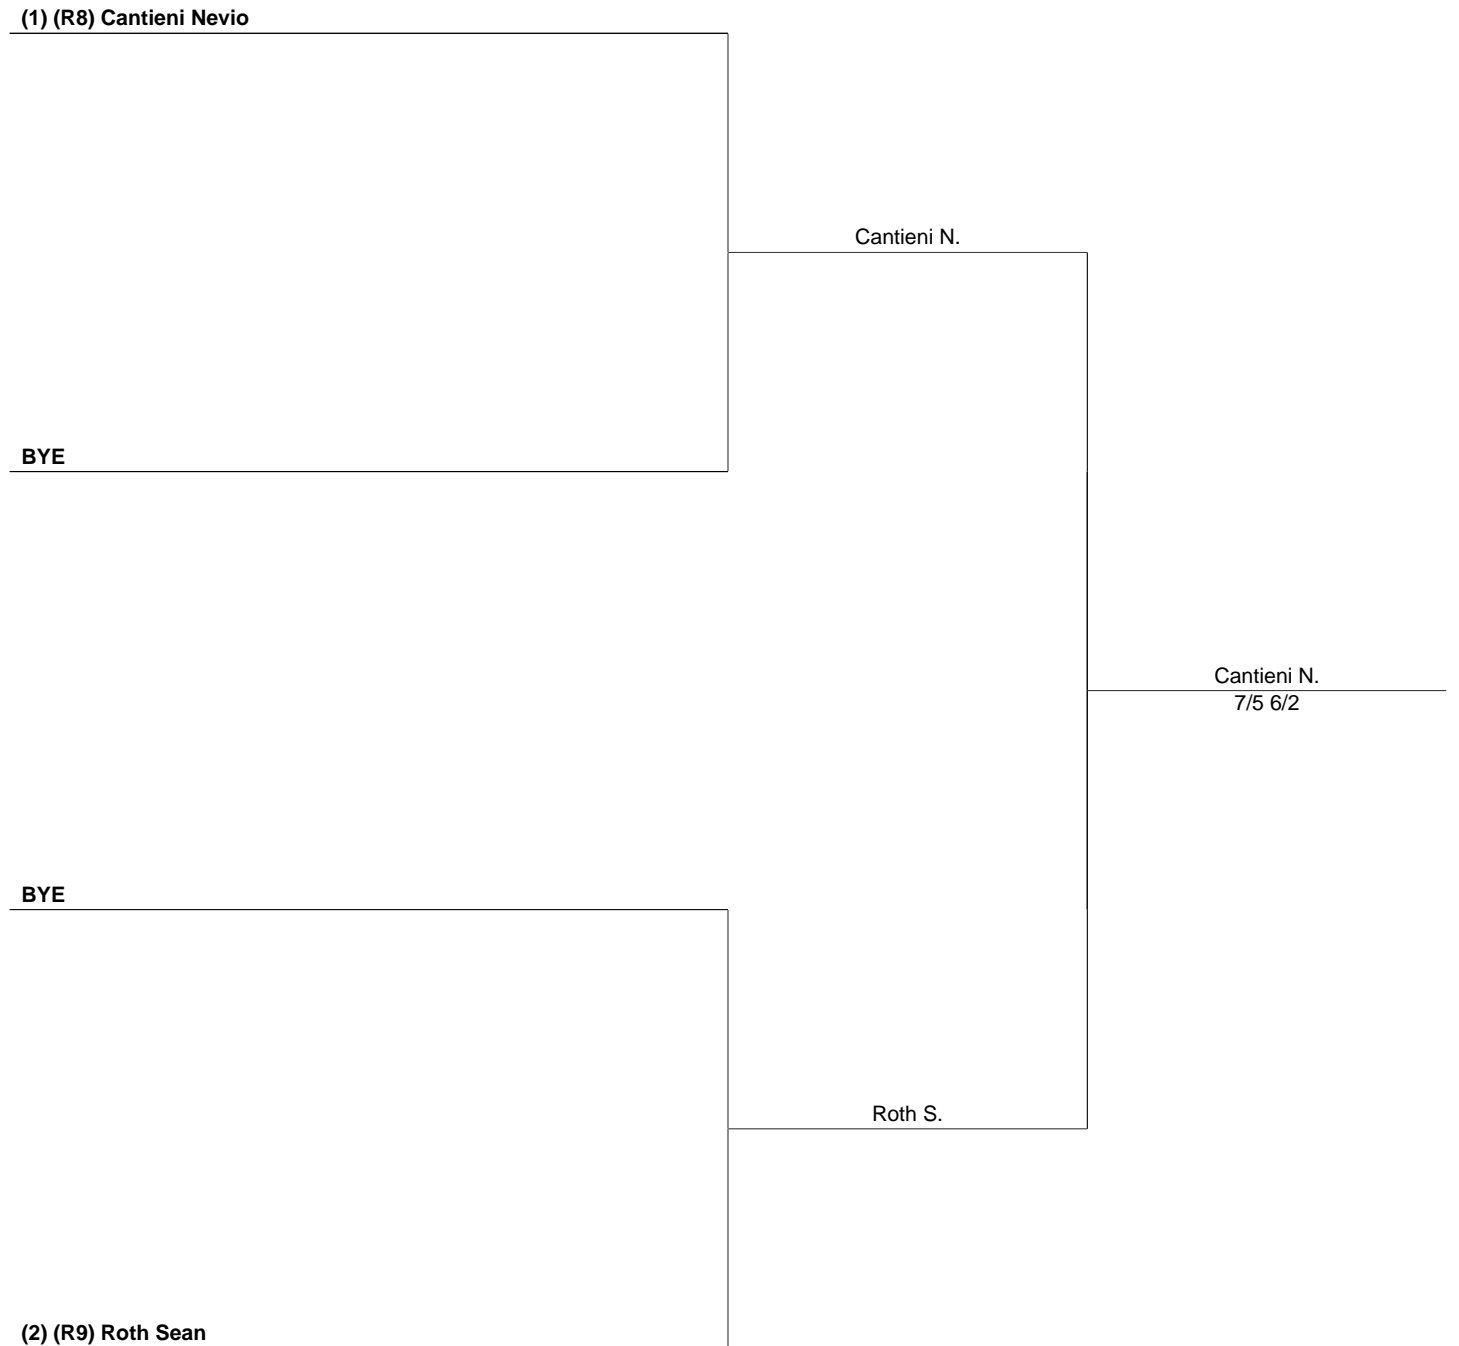 (1) (R8) Cantieni Nevio
Cantieni N.
BYE
Cantieni N.
7/5 6/2
BYE
Roth S.
(2) (R9) Roth Sean